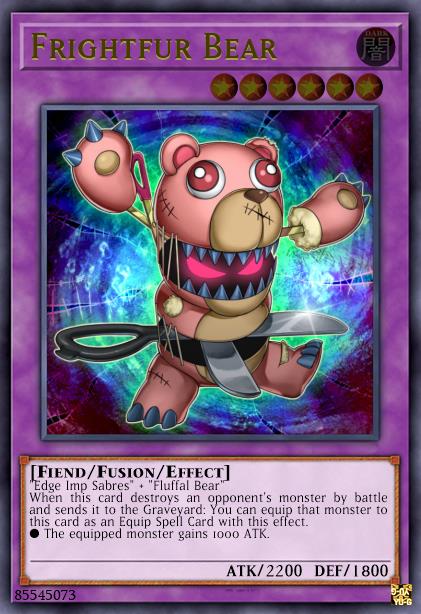 FRIGHTFUR BEAR
DARK
闇
[FIEND/FUSION/EFFECT]
"Edge Imp Sabres" + "Fluffal Bear"
When this card destroys an opponent's monster by battle
and sends it to the Graveyard: You can equip that monster to
this card as an Equip Spell Card with this effect.
● The equipped monster gains 1000 ATK.
ATK/2200 DEF/1800
85545073